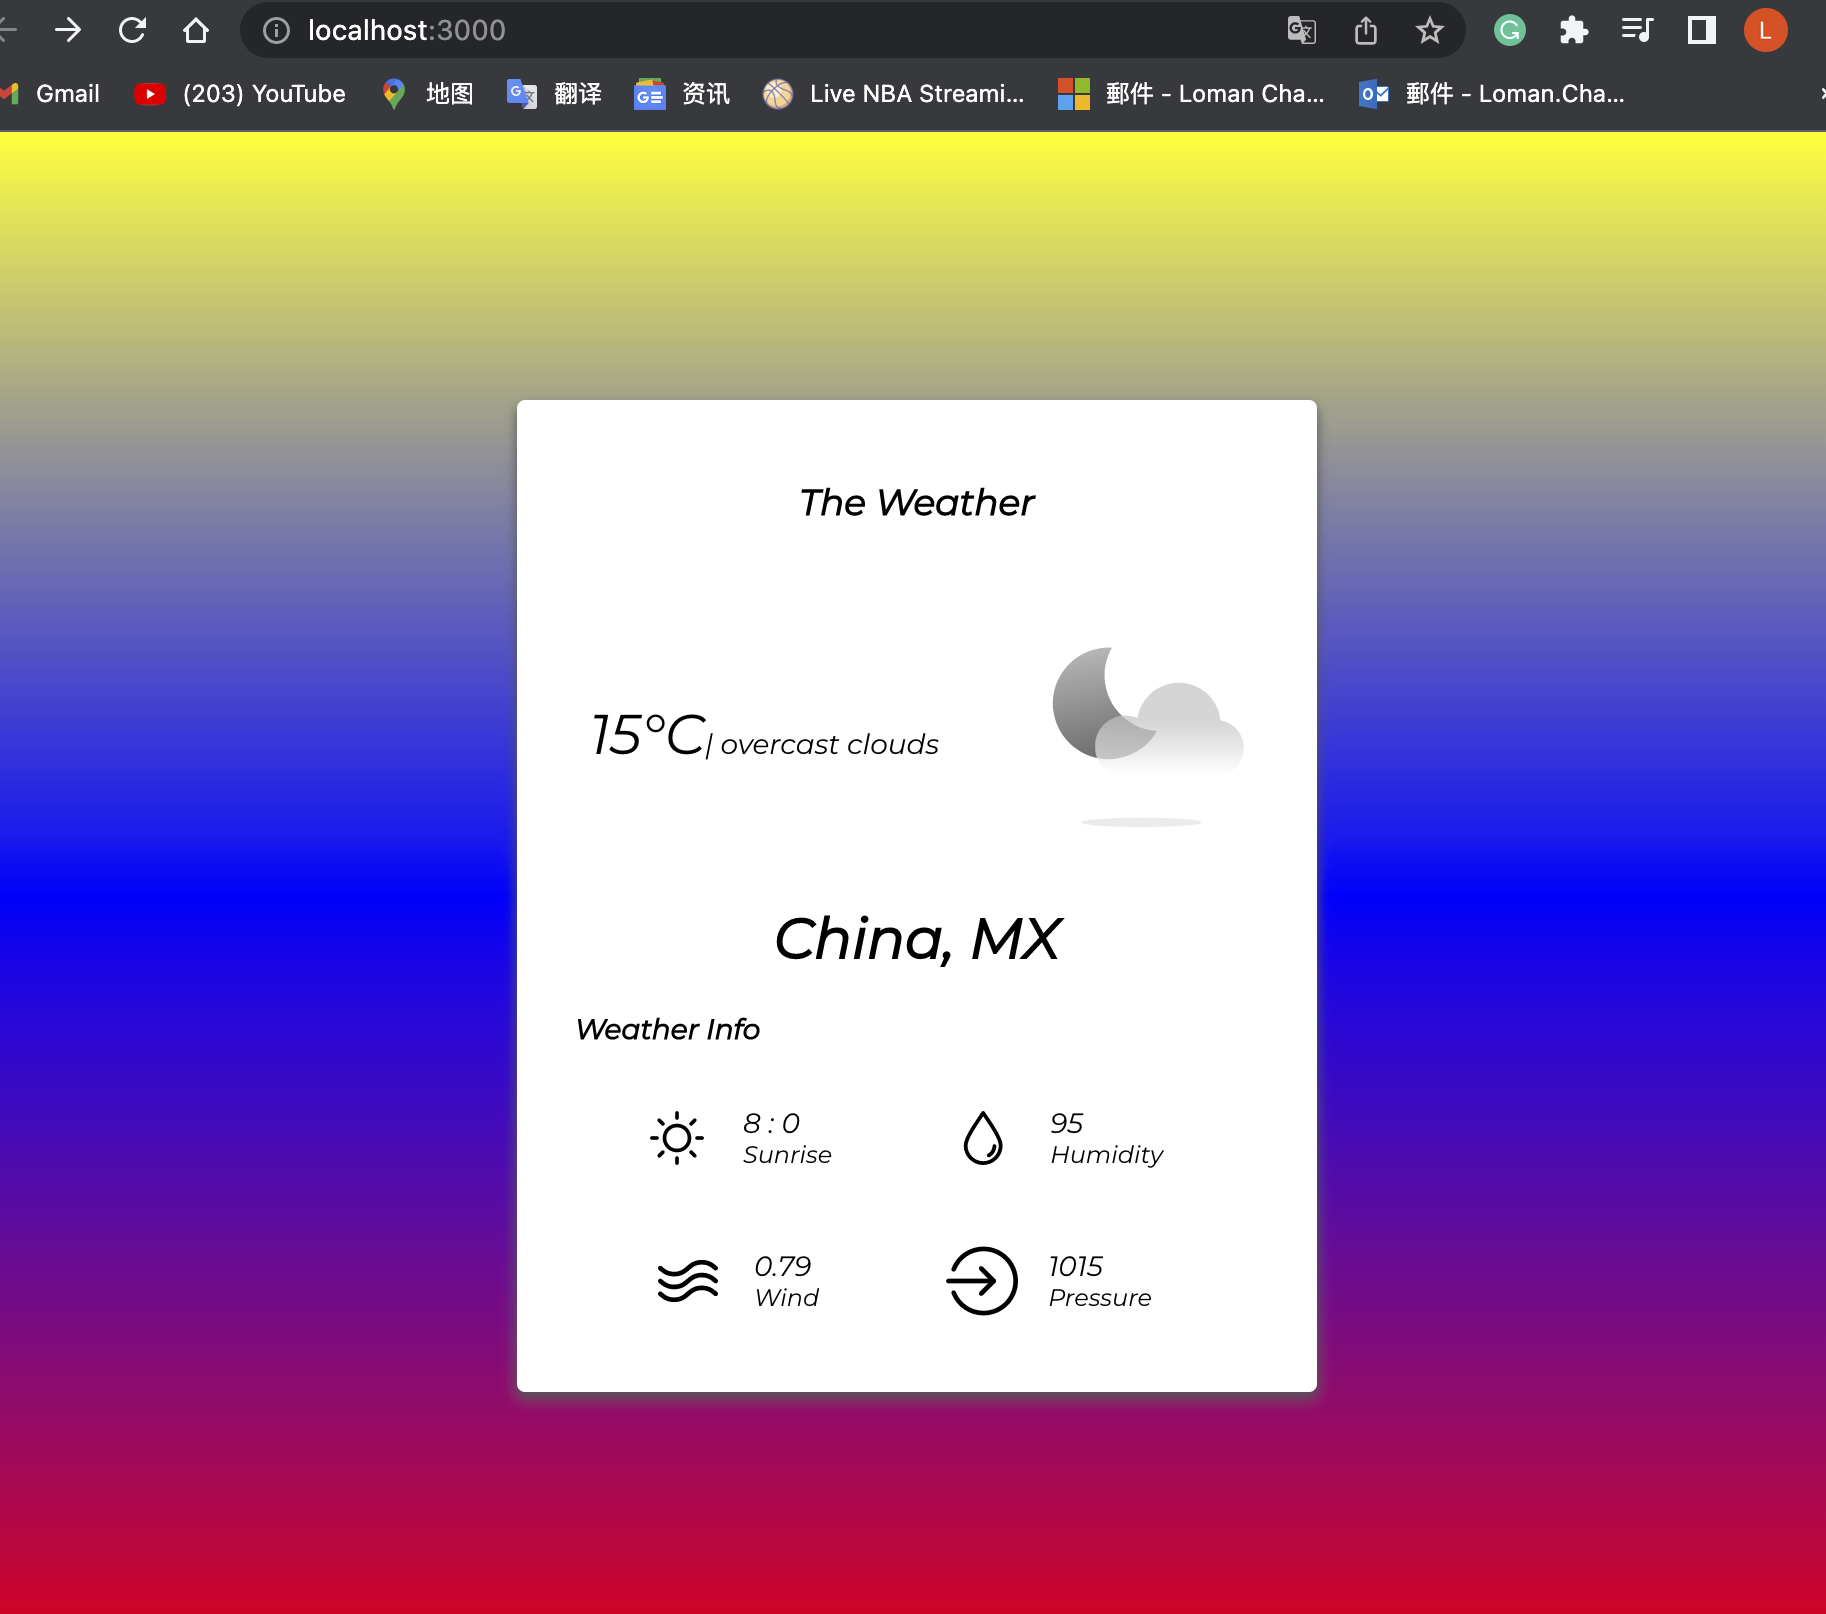 localhost:3000
L
Gmail (203) YouTube 地图 翻译 资讯 Live NBA Streami... 郵件 - Loman Cha... 郵件 - Loman.Cha...
The Weather
15°C| overcast clouds
China, MX
Weather Info
8 : 0
Sunrise
95
Humidity
0.79
Wind
1015
Pressure